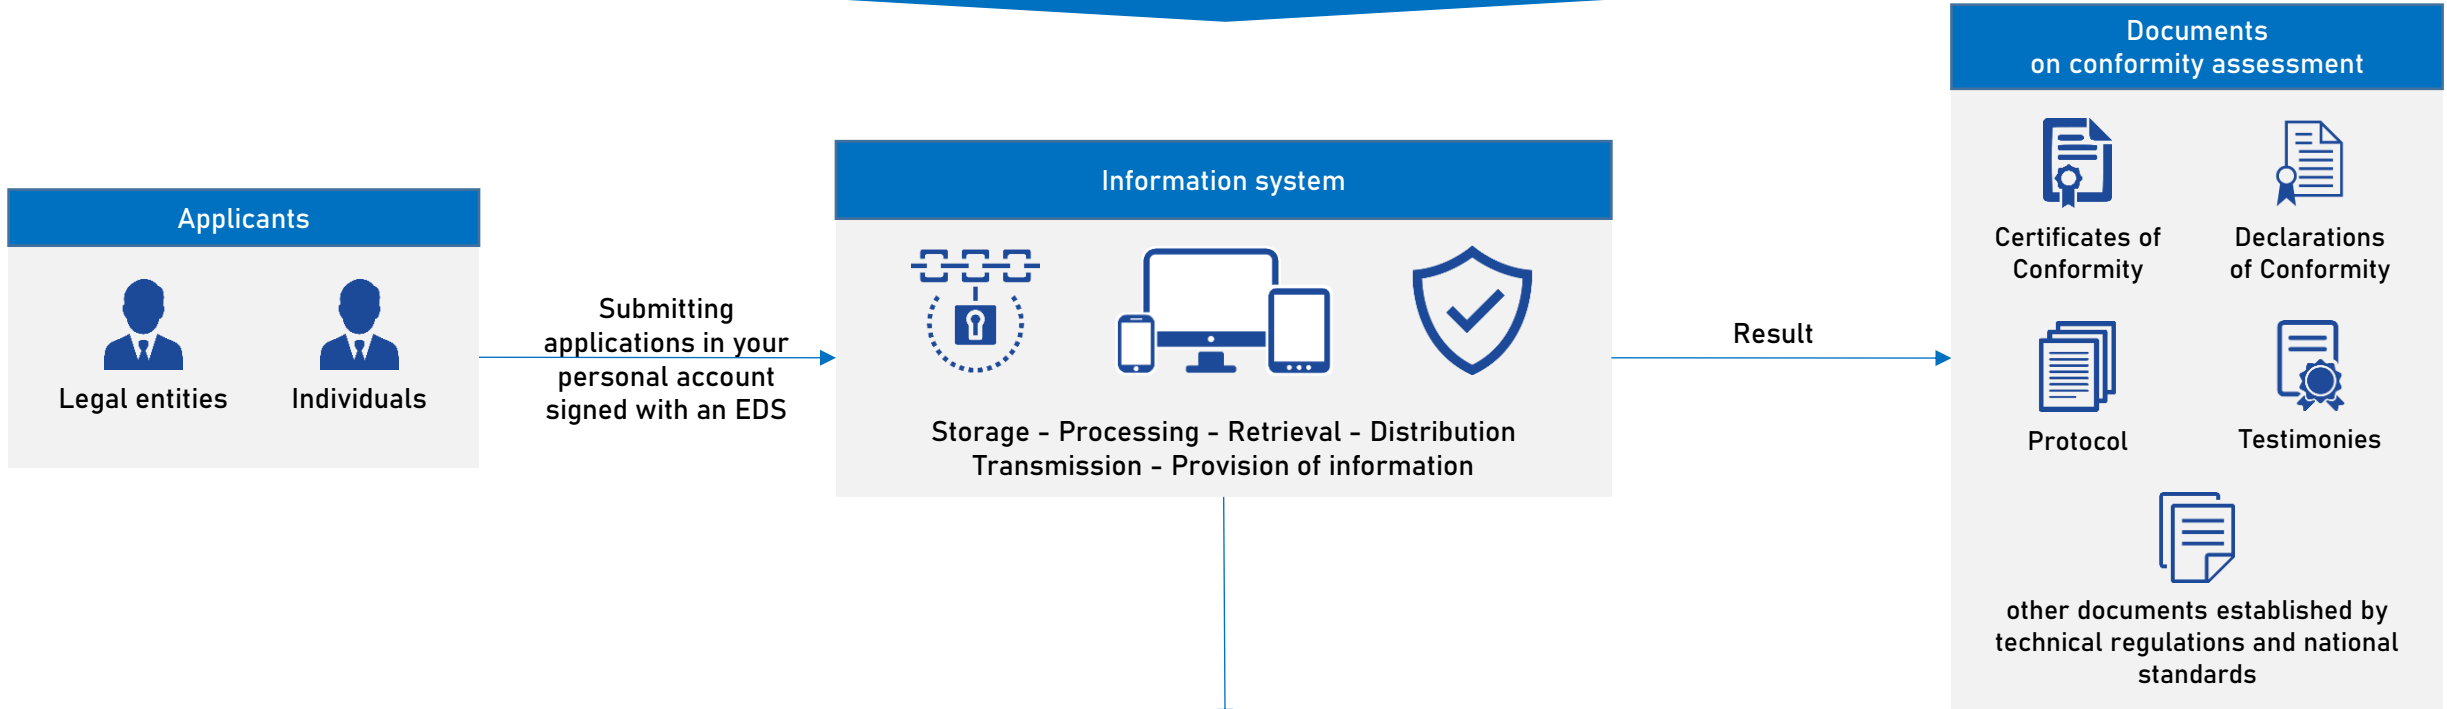 Applicants
Legal entities
Individuals
Submitting
applications in your
personal account
signed with an EDS
Information system
Storage - Processing - Retrieval - Distribution
Transmission - Provision of information
Result
Documents
on conformity assessment
Certificates of
Conformity
Declarations
of Conformity
Protocol
Testimonies
other documents established by
technical regulations and national
standards